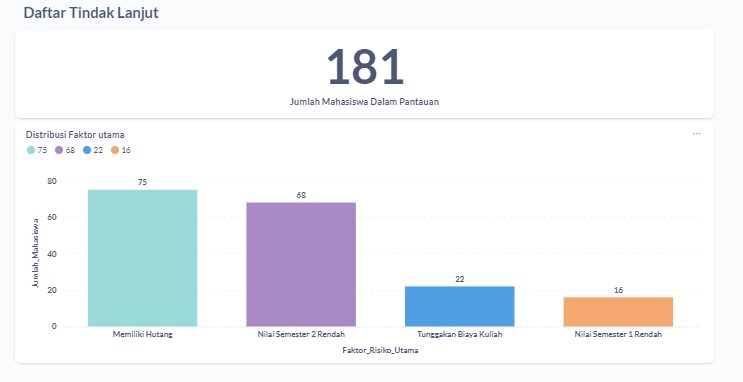 Daftar Tindak Lanjut
181
Jumlah Mahasiswa Dalam Pantauan
Distribusi Faktor utama
75 68 22 16
80
60
40
20
0
Jumlah_Mahasiswa
75
68
22
16
Memiliki Hutang
Nilai Semester 2 Rendah
Tunggakan Biaya Kuliah
Nilai Semester 1 Rendah
Faktor_Risiko_Utama